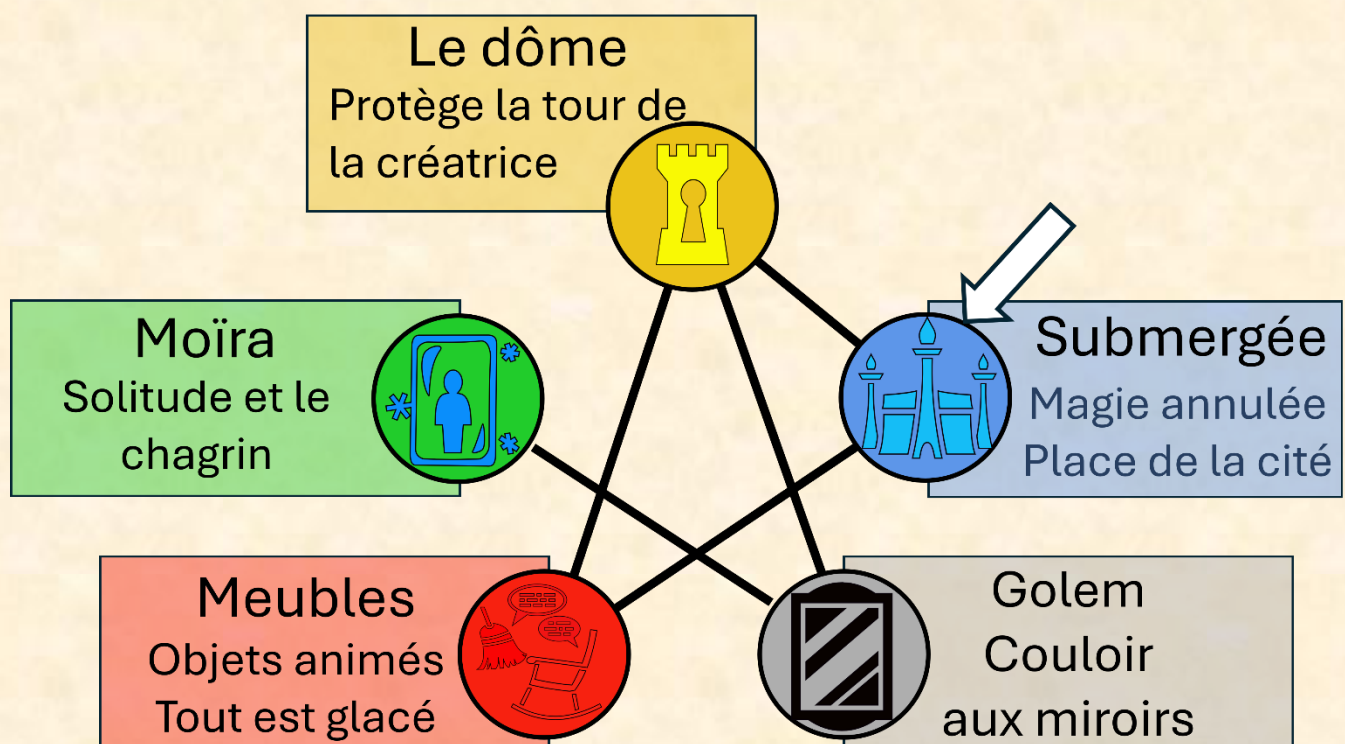 Le dôme
Protège la tour de
la créatrice
Moïra
Solitude et le
chagrin
Submergée
Magie annulée
Place de la cité
Meubles
Objets animés
Tout est glacé
Golem
Couloir
aux miroirs